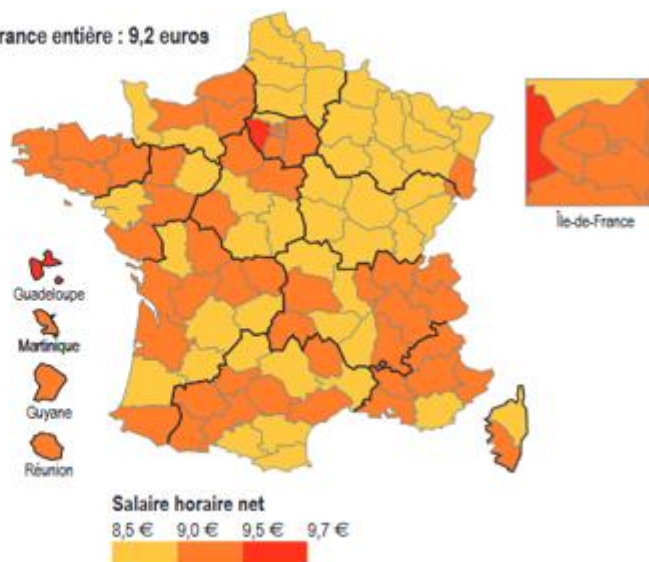 rance entière : 9,2 euros
Île-de-France
Guadeloupe
Martinique
Guyane
Réunion
Salaire horaire net
8,5 € 9,0 € 9,5 € 9,7 €